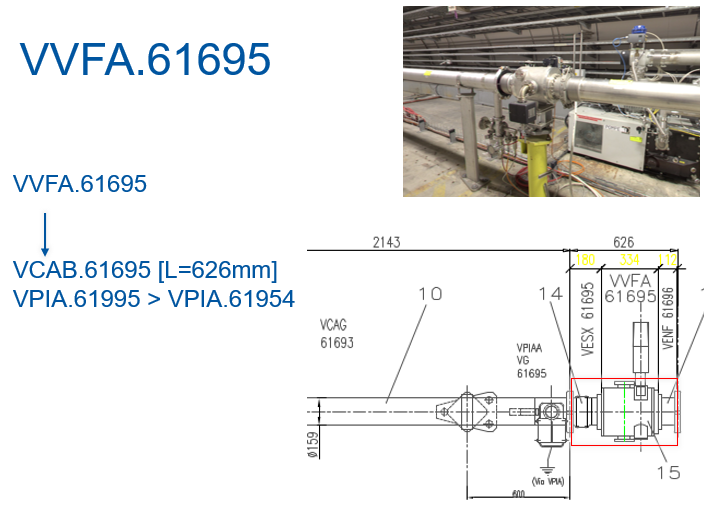 VVFA.61695
VVFA.61695
VCAB.61695 [L=626mm]
VPIA.61995 > VPIA.61954
2143
626
180
334
112
VVFA
61695
10
14
VESX 61695
VENF 61696
VCAG
61693
VPIAA
VG
61695
ø159
15
(Via VPIA)
600